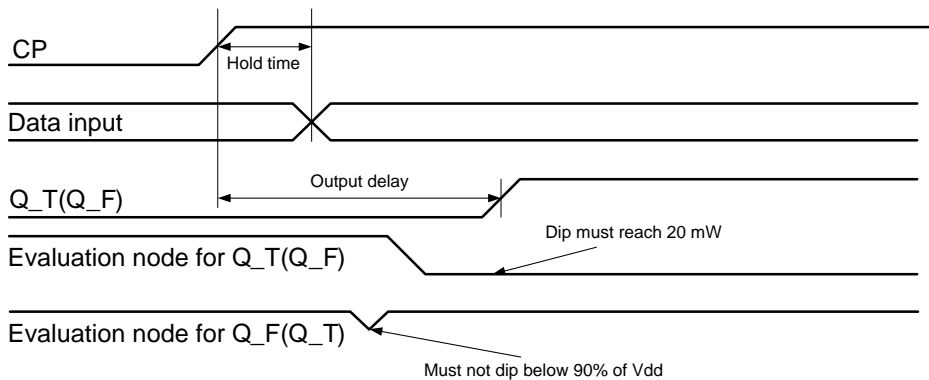 CP
Hold time
Data input
Output delay
Q_T(Q_F)
Dip must reach 20 mW
Evaluation node for Q_T(Q_F)
Evaluation node for Q_F(Q_T)
Must not dip below 90% of Vdd